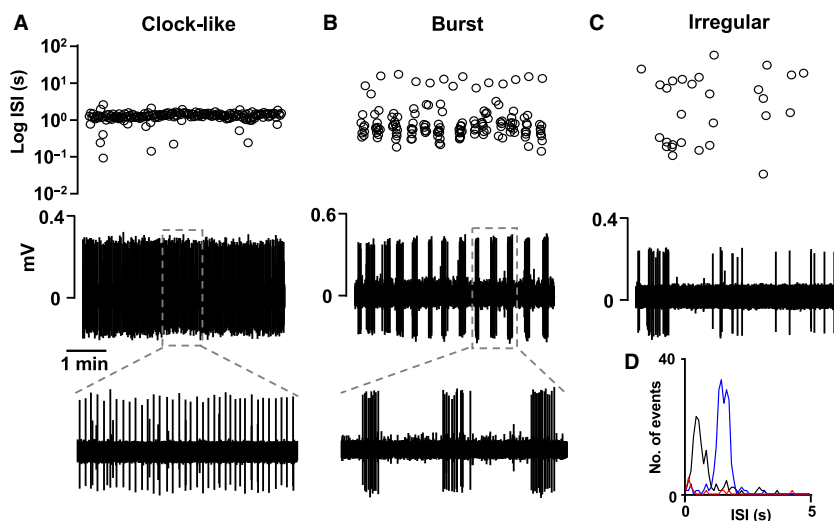 A Clock-like
B Burst
C Irregular
Log ISI (s)
10²
10¹
10⁰
10⁻¹
10⁻²
mV
0.4
0
0.6
0
0.4
0
1 min
D
No. of events
40
0
0 5
ISI (s)